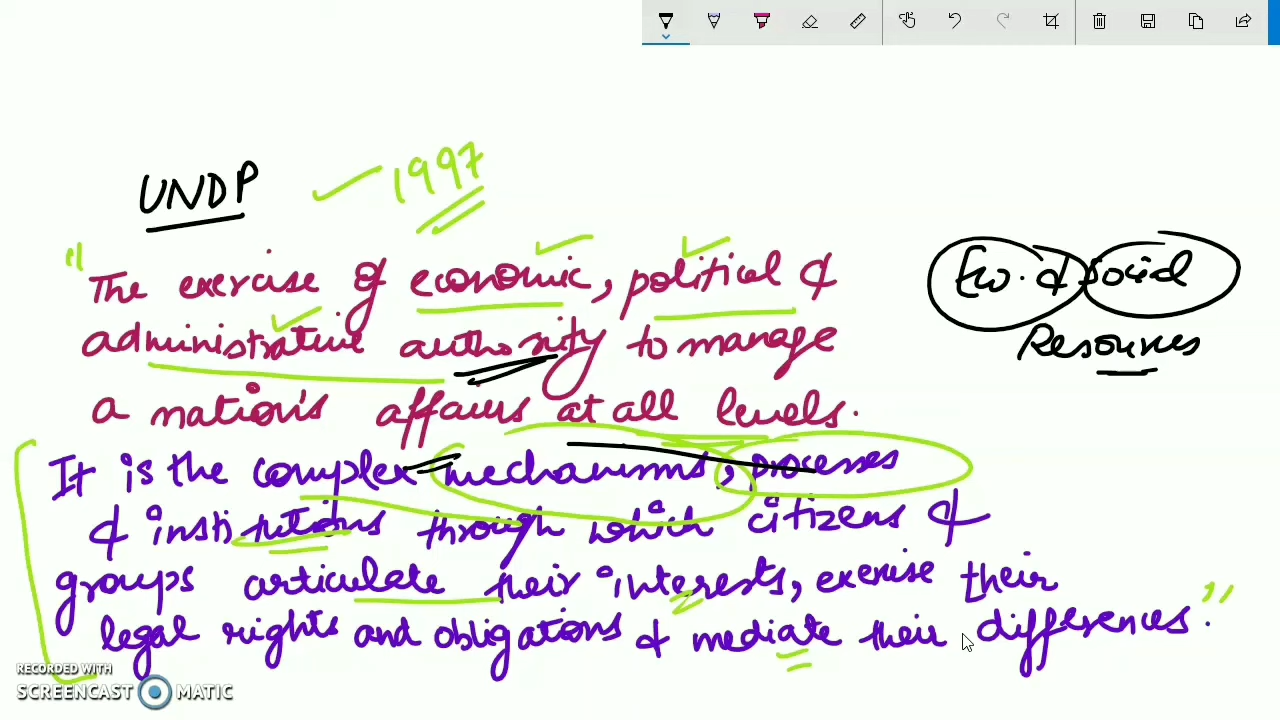 UNDP 1997
"The exercise of economic, political &
administrative authority to manage
a nation's affairs at all levels.
It is the complex mechanisms, processes
& institutions through which citizens &
groups articulate their interests, exercise their
legal rights and obligations & mediate their differences."
Eco. & Social
Resources
RECORDED WITH
SCREENCAST MATIC